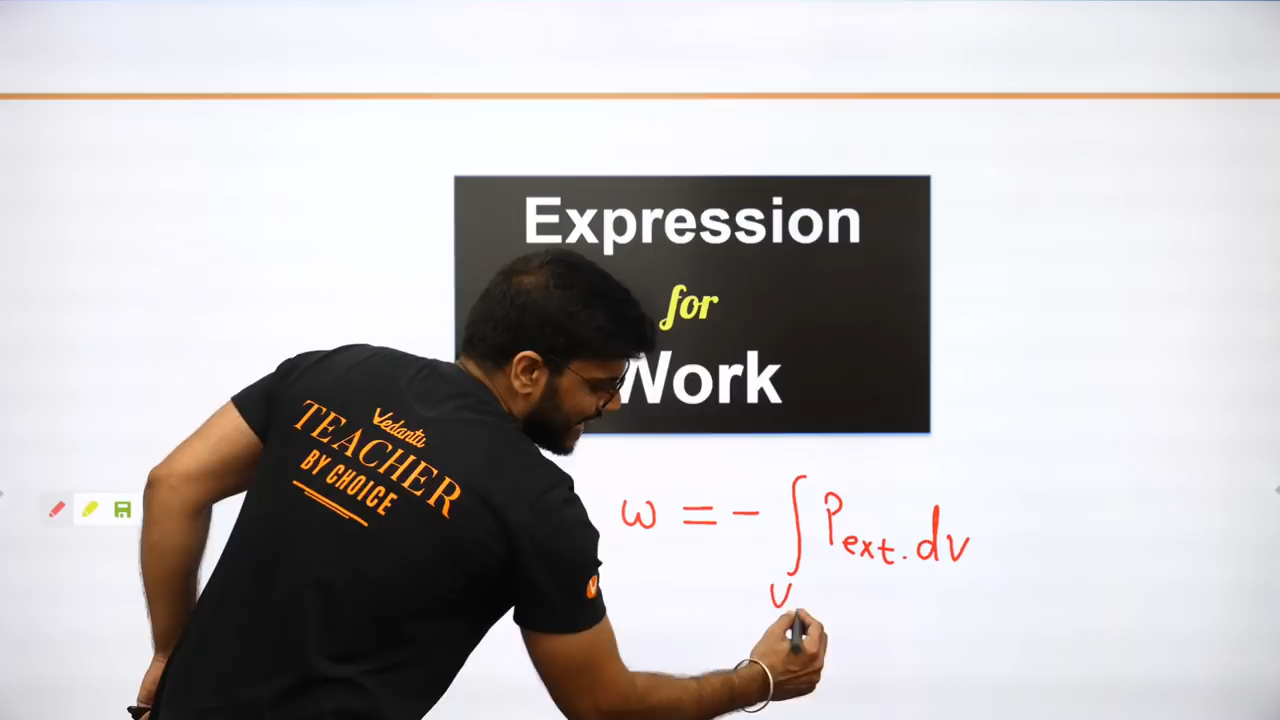 Expression
for
Work
Vedantu
TEACHER
BY CHOICE
w = - ∫ Pext. dv
v